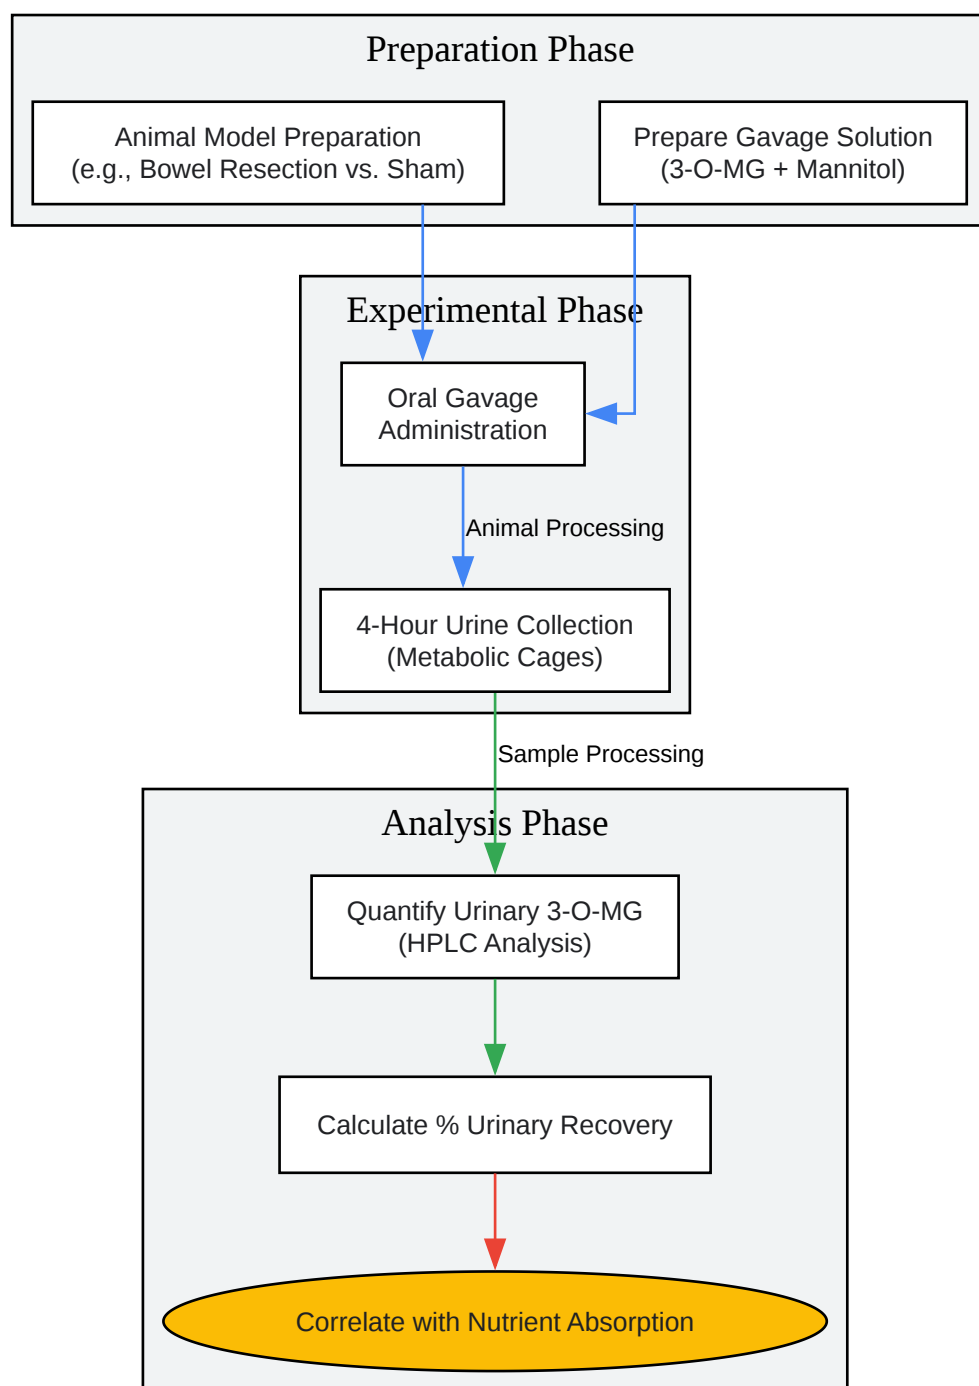 Preparation Phase
Animal Model Preparation
(e.g., Bowel Resection vs. Sham)
Prepare Gavage Solution
(3-O-MG + Mannitol)
Experimental Phase
Oral Gavage
Administration
Animal Processing
4-Hour Urine Collection
(Metabolic Cages)
Sample Processing
Analysis Phase
Quantify Urinary 3-O-MG
(HPLC Analysis)
Calculate % Urinary Recovery
Correlate with Nutrient Absorption